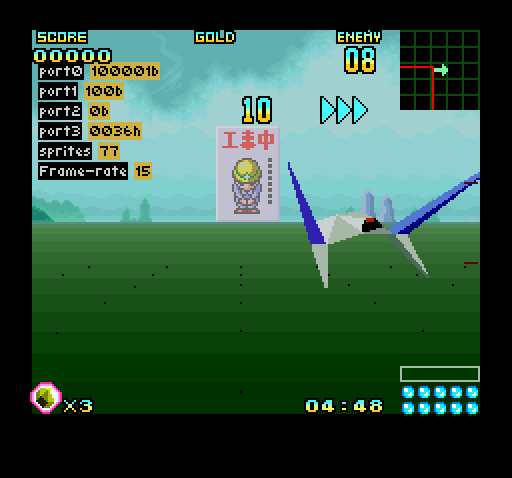 SCORE GOLD ENEMY
00000 08
port0 100001b
port1 100b
port2 0b
port3 0036h
sprites 77
Frame-rate 15
10
工事中
X3
04:48